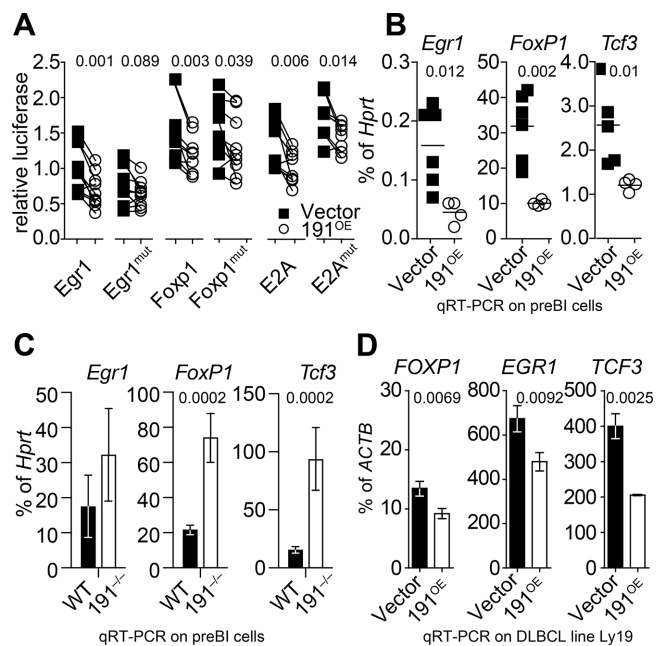 A
0.001 0.089 0.003 0.039 0.006 0.014
relative luciferase
2.5
2.0
1.5
1.0
0.5
0.0
Vector
191OE
Egr1
Egr1mut
Foxp1
Foxp1mut
E2A
E2Amut
B
Egr1 FoxP1 Tcf3
0.012 0.002 0.01
% of Hprt
0.2
0.1
0.0
50
40
30
20
10
0
4.0
3.0
2.0
1.0
0.0
Vector
191OE
Vector
191OE
Vector
191OE
qRT-PCR on preBI cells
C
Egr1 FoxP1 Tcf3
0.0002 0.0002
% of Hprt
50
40
30
20
10
0
100
80
60
40
20
0
150
100
50
0
WT
191–/–
WT
191–/–
WT
191–/–
qRT-PCR on preBI cells
D
FOXP1 EGR1 TCF3
0.0069 0.0092 0.0025
% of ACTB
30
20
10
0
800
600
400
200
0
500
400
300
200
100
0
Vector
191OE
Vector
191OE
Vector
191OE
qRT-PCR on DLBCL line Ly19